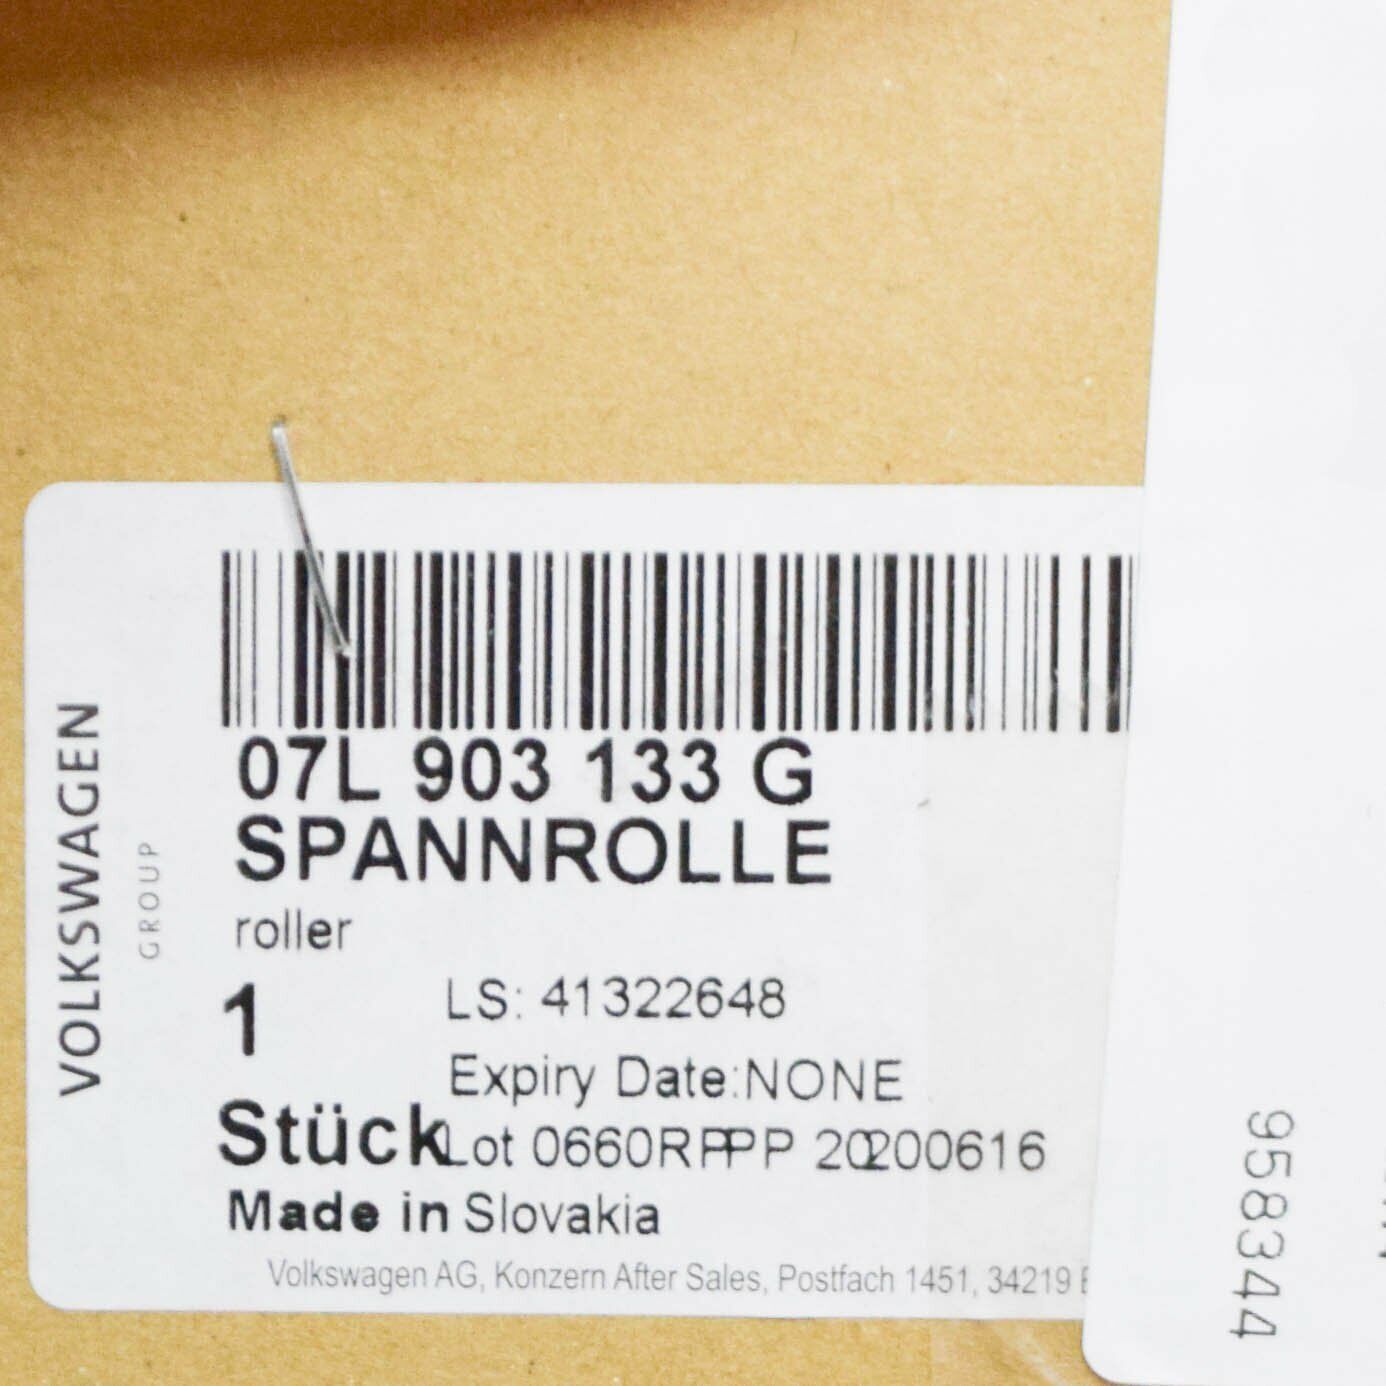 VOLKSWAGEN
GROUP
07L 903 133 G
SPANNROLLE
roller
1
LS: 41322648
Expiry Date:NONE
Stück
Lot 0660RPPP 20200616
Made in Slovakia
Volkswagen AG, Konzern After Sales, Postfach 1451, 34219
958344